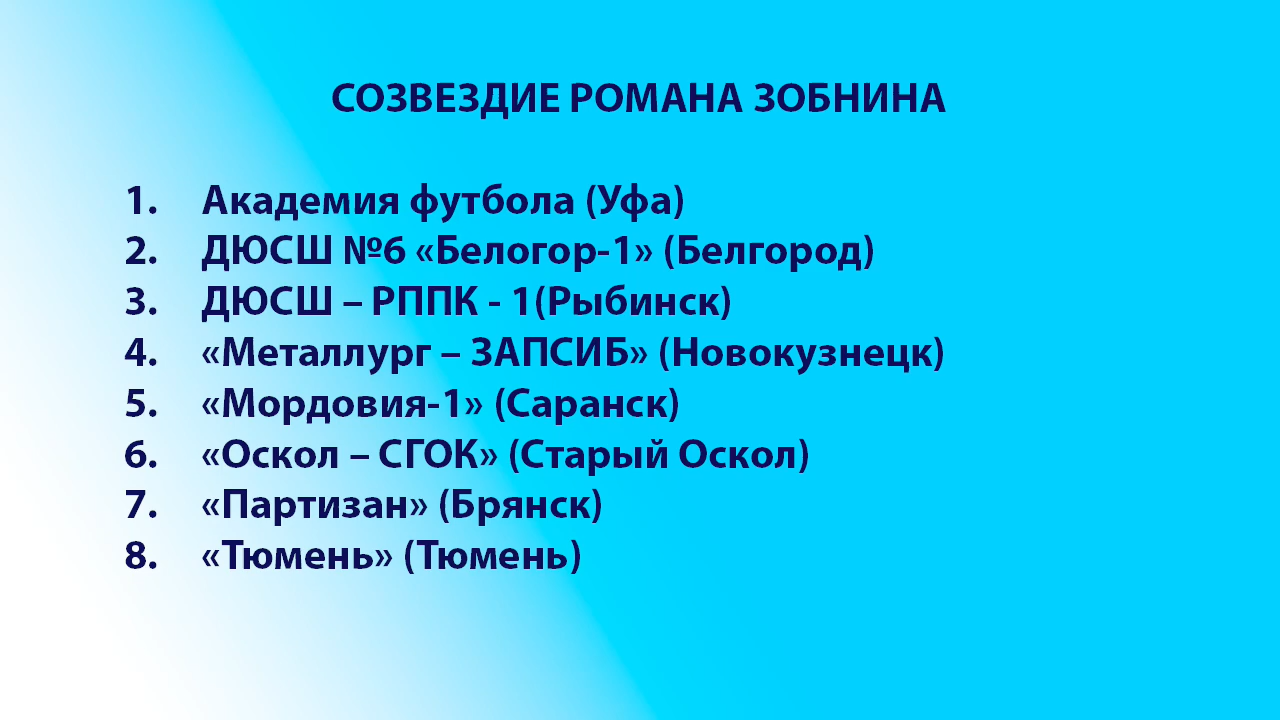 СОЗВЕЗДИЕ РОМАНА ЗОБНИНА
1. Академия футбола (Уфа)
2. ДЮСШ №6 «Белогор-1» (Белгород)
3. ДЮСШ – РППК - 1(Рыбинск)
4. «Металлург – ЗАПСИБ» (Новокузнецк)
5. «Мордовия-1» (Саранск)
6. «Оскол – СГОК» (Старый Оскол)
7. «Партизан» (Брянск)
8. «Тюмень» (Тюмень)